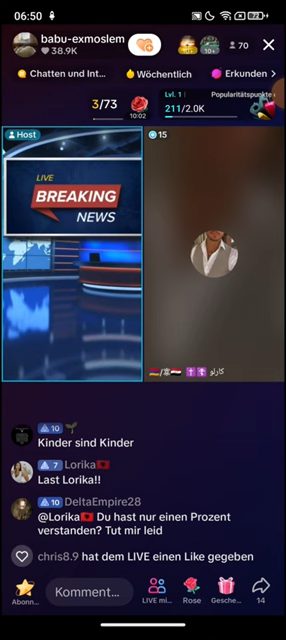 06:50
72
babu-exmoslem
38.9K
10+
70
Chatten und Int...
Wöchentlich
Erkunden
3/73
10:02
Lvl. 1
Popularitätspunkte
211/2.0K
Host
15
LIVE
BREAKING
NEWS
كارلو
10
Kinder sind Kinder
7 Lorika
Last Lorika!!
10 DeltaEmpire28
@Lorika Du hast nur einen Prozent
verstanden? Tut mir leid
chris8.9 hat dem LIVE einen Like gegeben
Abonn...
Komment...
LIVE mi...
Rose
Gesche...
14